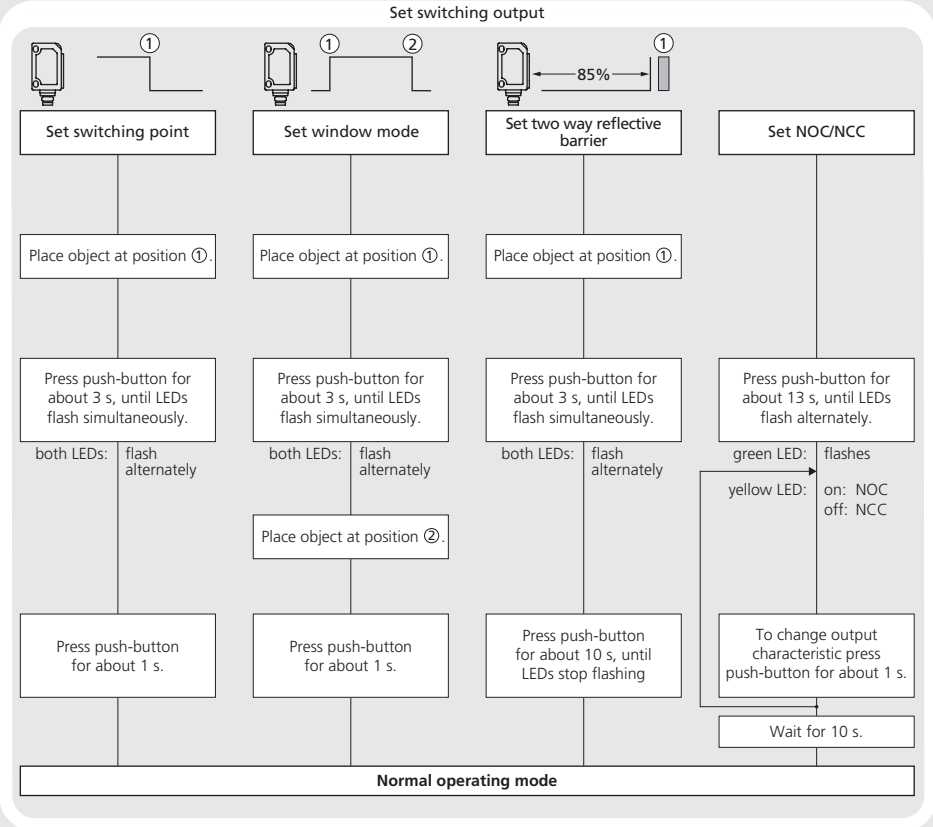 Set switching output
①
① ②
85%
①
Set switching point
Place object at position ①.
Press push-button for
about 3 s, until LEDs
flash simultaneously.
both LEDs: flash
alternately
Press push-button
for about 1 s.
Set window mode
Place object at position ①.
Press push-button for
about 3 s, until LEDs
flash simultaneously.
both LEDs: flash
alternately
Place object at position ②.
Press push-button
for about 1 s.
Set two way reflective
barrier
Place object at position ①.
Press push-button for
about 3 s, until LEDs
flash simultaneously.
both LEDs: flash
alternately
Press push-button
for about 10 s, until
LEDs stop flashing
Set NOC/NCC
Press push-button for
about 13 s, until LEDs
flash alternately.
green LED: flashes
yellow LED: on: NOC
off: NCC
To change output
characteristic press
push-button for about 1 s.
Wait for 10 s.
Normal operating mode